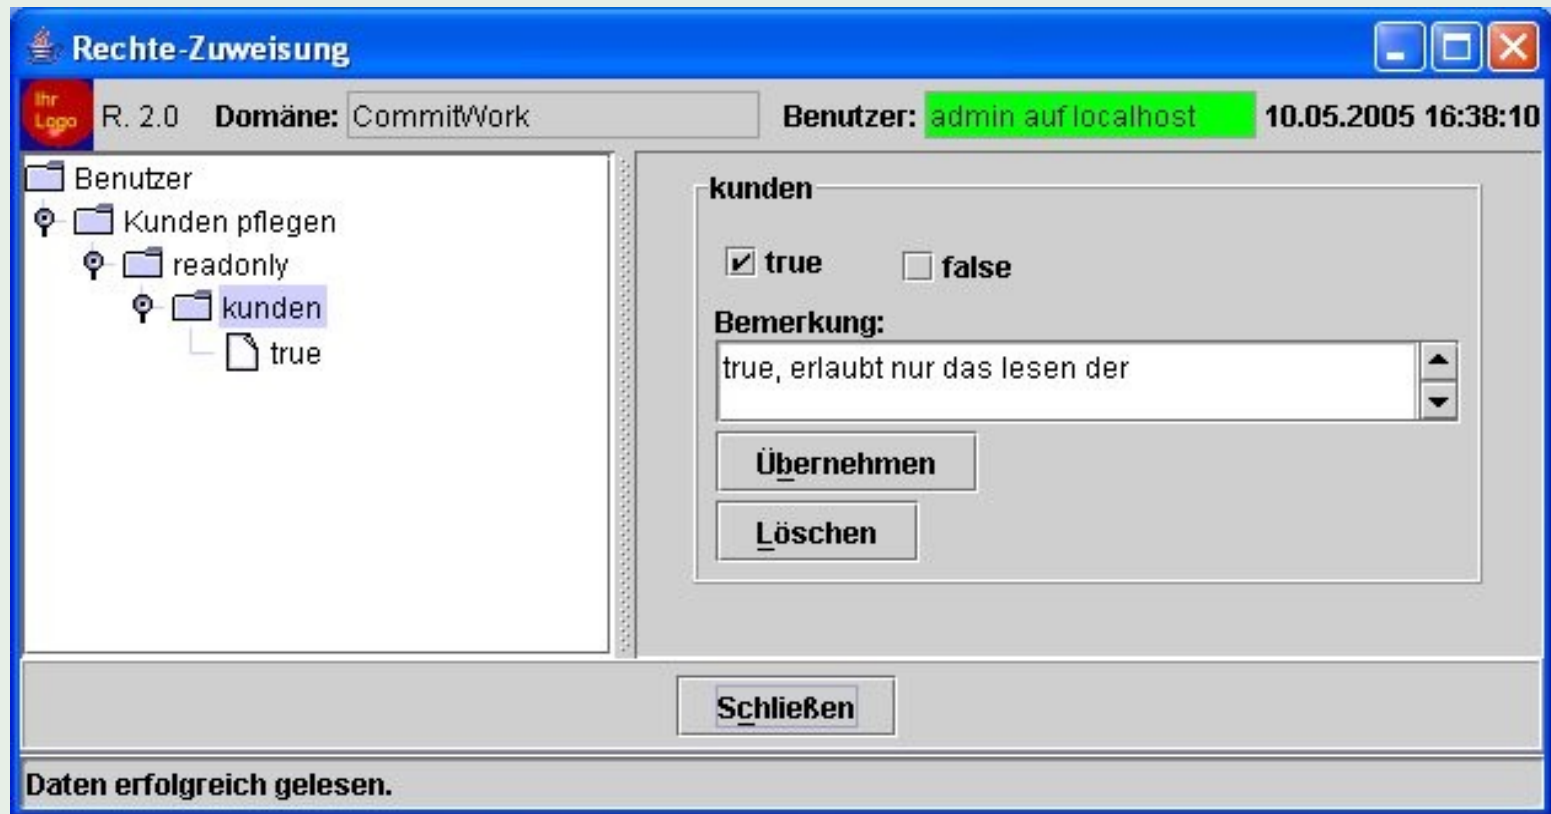 Rechte-Zuweisung
Ihr
Logo
R. 2.0 Domäne: CommitWork Benutzer: admin auf localhost 10.05.2005 16:38:10
Benutzer
Kunden pflegen
readonly
kunden
true
kunden
true false
Bemerkung:
true, erlaubt nur das lesen der
Übernehmen
Löschen
Schließen
Daten erfolgreich gelesen.